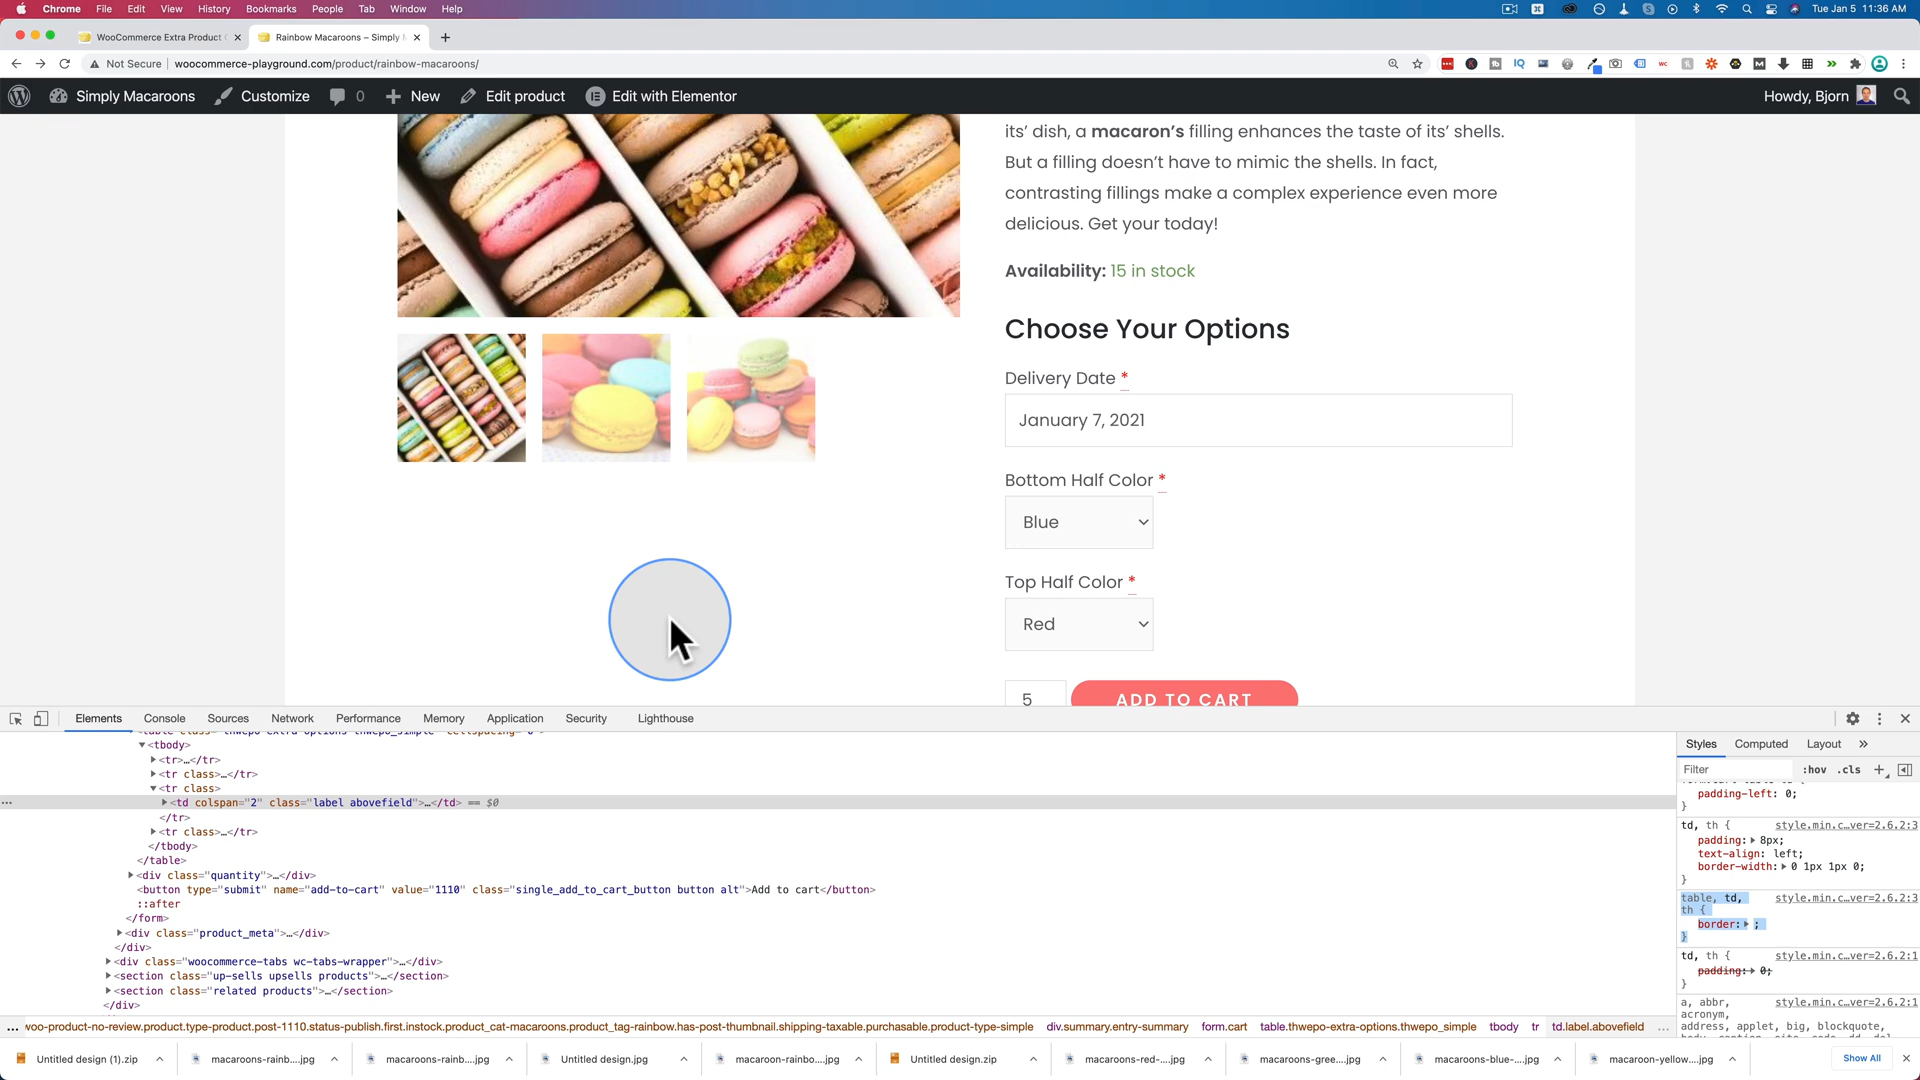 Chrome File Edit View History Bookmarks People Tab Window Help
Tue Jan 5 11:36 AM
WooCommerce Extra Product
Rainbow Macaroons – Simply
Not Secure | woocommerce-playground.com/product/rainbow-macaroons/
Simply Macaroons Customize 0 New Edit product Edit with Elementor Howdy, Bjorn
its' dish, a macaron's filling enhances the taste of its' shells.
But a filling doesn't have to mimic the shells. In fact,
contrasting fillings make a complex experience even more
delicious. Get your today!
Availability: 15 in stock
Choose Your Options
Delivery Date *
January 7, 2021
Bottom Half Color *
Blue
Top Half Color *
Red
5 ADD TO CART
Elements Console Sources Network Performance Memory Application Security Lighthouse
<tbody>
<tr>…</tr>
<tr class>…</tr>
<tr class>
<td colspan="2" class="label abovefield">…</td> == $0
</tr>
<tr class>…</tr>
</tbody>
</table>
<div class="quantity">…</div>
<button type="submit" name="add-to-cart" value="1110" class="single_add_to_cart_button button alt">Add to cart</button>
::after
</form>
<div class="product_meta">…</div>
</div>
<div class="woocommerce-tabs wc-tabs-wrapper">…</div>
<section class="up-sells upsells products">…</section>
<section class="related products">…</section>
</div>
Styles Computed Layout »
Filter :hov .cls +
padding-left: 0;
}
td, th { style.min.c…ver=2.6.2:3
padding: 8px;
text-align: left;
border-width: 0 1px 1px 0;
}
table, td, style.min.c…ver=2.6.2:3
th {
border: ;
}
td, th { style.min.c…ver=2.6.2:1
padding: 0;
}
a, abbr, style.min.c…ver=2.6.2:1
acronym,
address, applet, big, blockquote,
… woo-product-no-review.product.type-product.post-1110.status-publish.first.instock.product_cat-macaroons.product_tag-rainbow.has-post-thumbnail.shipping-taxable.purchasable.product-type-simple div.summary.entry-summary form.cart table.thwepo-extra-options.thwepo_simple tbody tr td.label.abovefield …
Untitled design (1).zip macaroons-rainb....jpg macaroons-rainb....jpg Untitled design.jpg macaroon-rainbo....jpg Untitled design.zip macaroons-red-....jpg macaroons-gree....jpg macaroons-blue-....jpg macaroon-yellow....jpg Show All